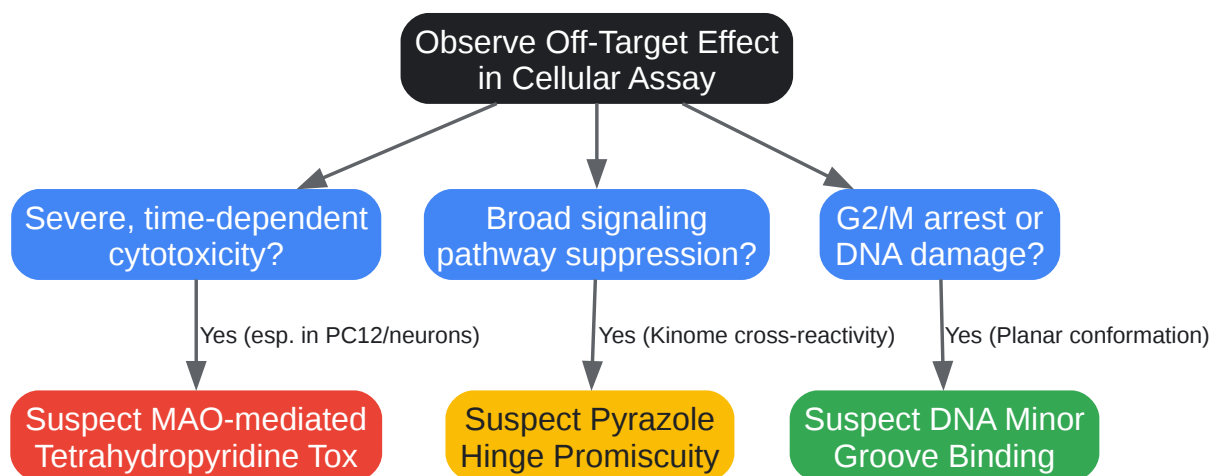 Observe Off-Target Effect
in Cellular Assay
Severe, time-dependent
cytotoxicity?
Broad signaling
pathway suppression?
G2/M arrest or
DNA damage?
Yes (esp. in PC12/neurons)
Yes (Kinome cross-reactivity)
Yes (Planar conformation)
Suspect MAO-mediated
Tetrahydropyridine Tox
Suspect Pyrazole
Hinge Promiscuity
Suspect DNA Minor
Groove Binding